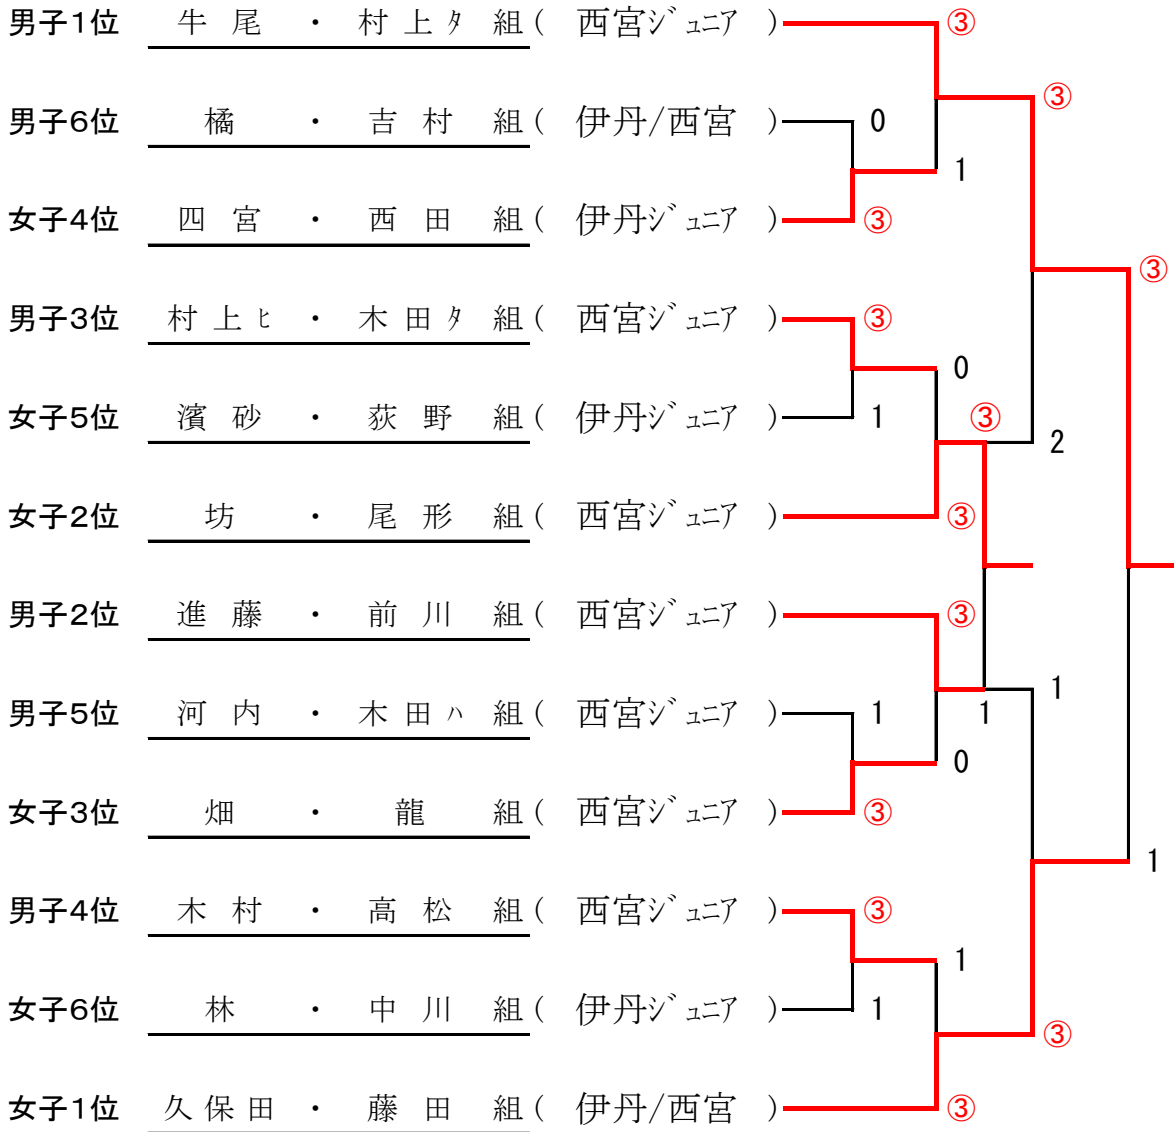 男子1位 牛尾 ・ 村上ﾀ 組( 西宮ｼﾞｭﾆｱ ) ③
③
男子6位 橘 ・ 吉村 組( 伊丹/西宮 ) 0
1
女子4位 四宮 ・ 西田 組( 伊丹ｼﾞｭﾆｱ ) ③
③
男子3位 村上ﾋ ・ 木田ﾀ 組( 西宮ｼﾞｭﾆｱ ) ③
0
女子5位 濱砂 ・ 荻野 組( 伊丹ｼﾞｭﾆｱ ) 1 ③
2
女子2位 坊 ・ 尾形 組( 西宮ｼﾞｭﾆｱ ) ③
男子2位 進藤 ・ 前川 組( 西宮ｼﾞｭﾆｱ ) ③
1
男子5位 河内 ・ 木田ﾊ 組( 西宮ｼﾞｭﾆｱ ) 1 1
0
女子3位 畑 ・ 龍 組( 西宮ｼﾞｭﾆｱ ) ③
1
男子4位 木村 ・ 高松 組( 西宮ｼﾞｭﾆｱ ) ③
1
女子6位 林 ・ 中川 組( 伊丹ｼﾞｭﾆｱ ) 1
③
女子1位 久保田 ・ 藤田 組( 伊丹/西宮 ) ③